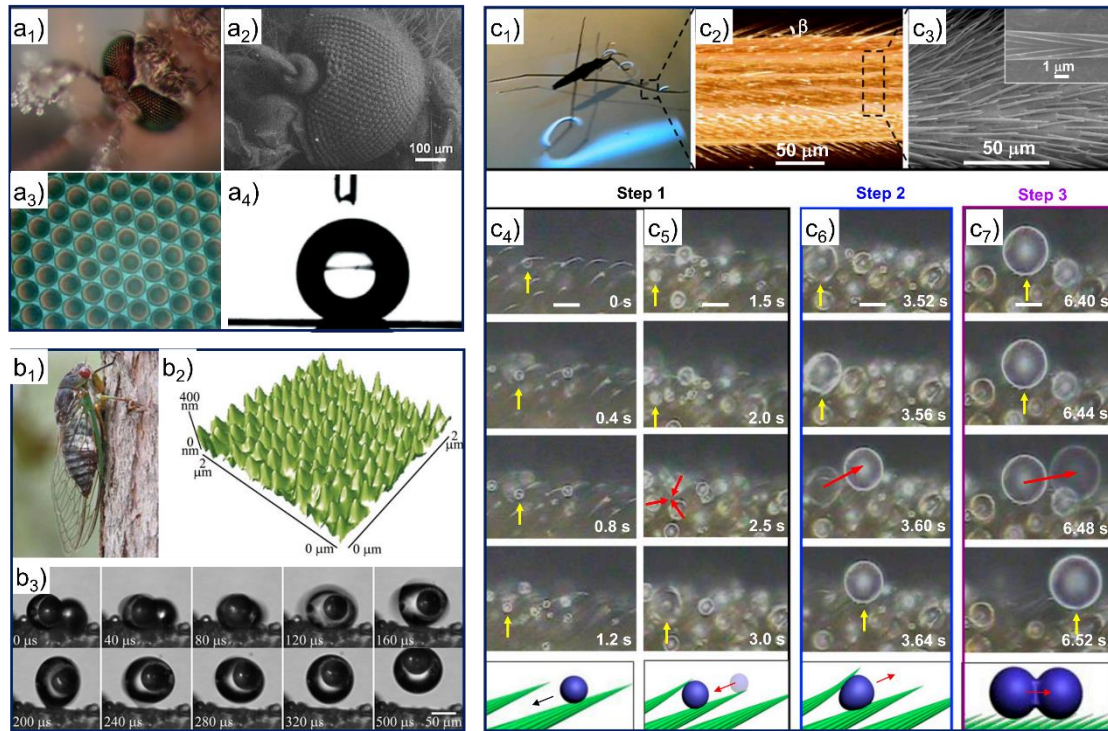 a₁)
a₂)
100 μm
a₃)
a₄)
b₁)
b₂)
400
nm
0
nm
2
μm
0 μm
0 μm
2
μm
b₃)
0 μs
40 μs
80 μs
120 μs
160 μs
200 μs
240 μs
280 μs
320 μs
500 μs
50 μm
c₁)
c₂)
β
50 μm
c₃)
1 μm
50 μm
Step 1
Step 2
Step 3
c₄)
0 s
0.4 s
0.8 s
1.2 s
c₅)
1.5 s
2.0 s
2.5 s
3.0 s
c₆)
3.52 s
3.56 s
3.60 s
3.64 s
c₇)
6.40 s
6.44 s
6.48 s
6.52 s